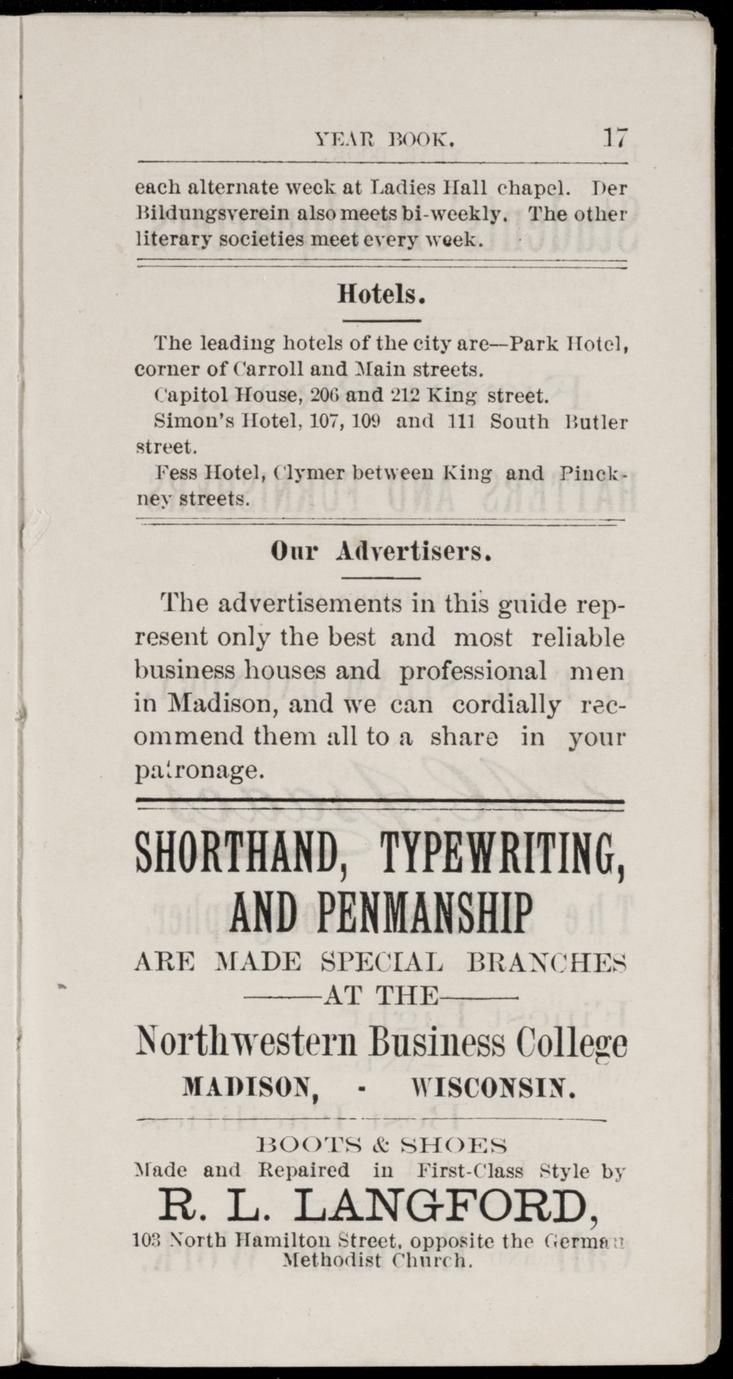 YEAR BOOK. 17
each alternate week at Ladies Hall chapel. Der
Bildungsverein also meets bi-weekly. The other
literary societies meet every week.
Hotels.
The leading hotels of the city are—Park Hotel,
corner of Carroll and Main streets.
Capitol House, 206 and 212 King street.
Simon's Hotel, 107, 109 and 111 South Butler
street.
Fess Hotel, Clymer between King and Pinck-
ney streets.
Our Advertisers.
The advertisements in this guide rep-
resent only the best and most reliable
business houses and professional men
in Madison, and we can cordially rec-
ommend them all to a share in your
patronage.
SHORTHAND, TYPEWRITING,
AND PENMANSHIP
ARE MADE SPECIAL BRANCHES
——AT THE——
Northwestern Business College
MADISON, - WISCONSIN.
BOOTS & SHOES
Made and Repaired in First-Class Style by
R. L. LANGFORD,
103 North Hamilton Street, opposite the German
Methodist Church.